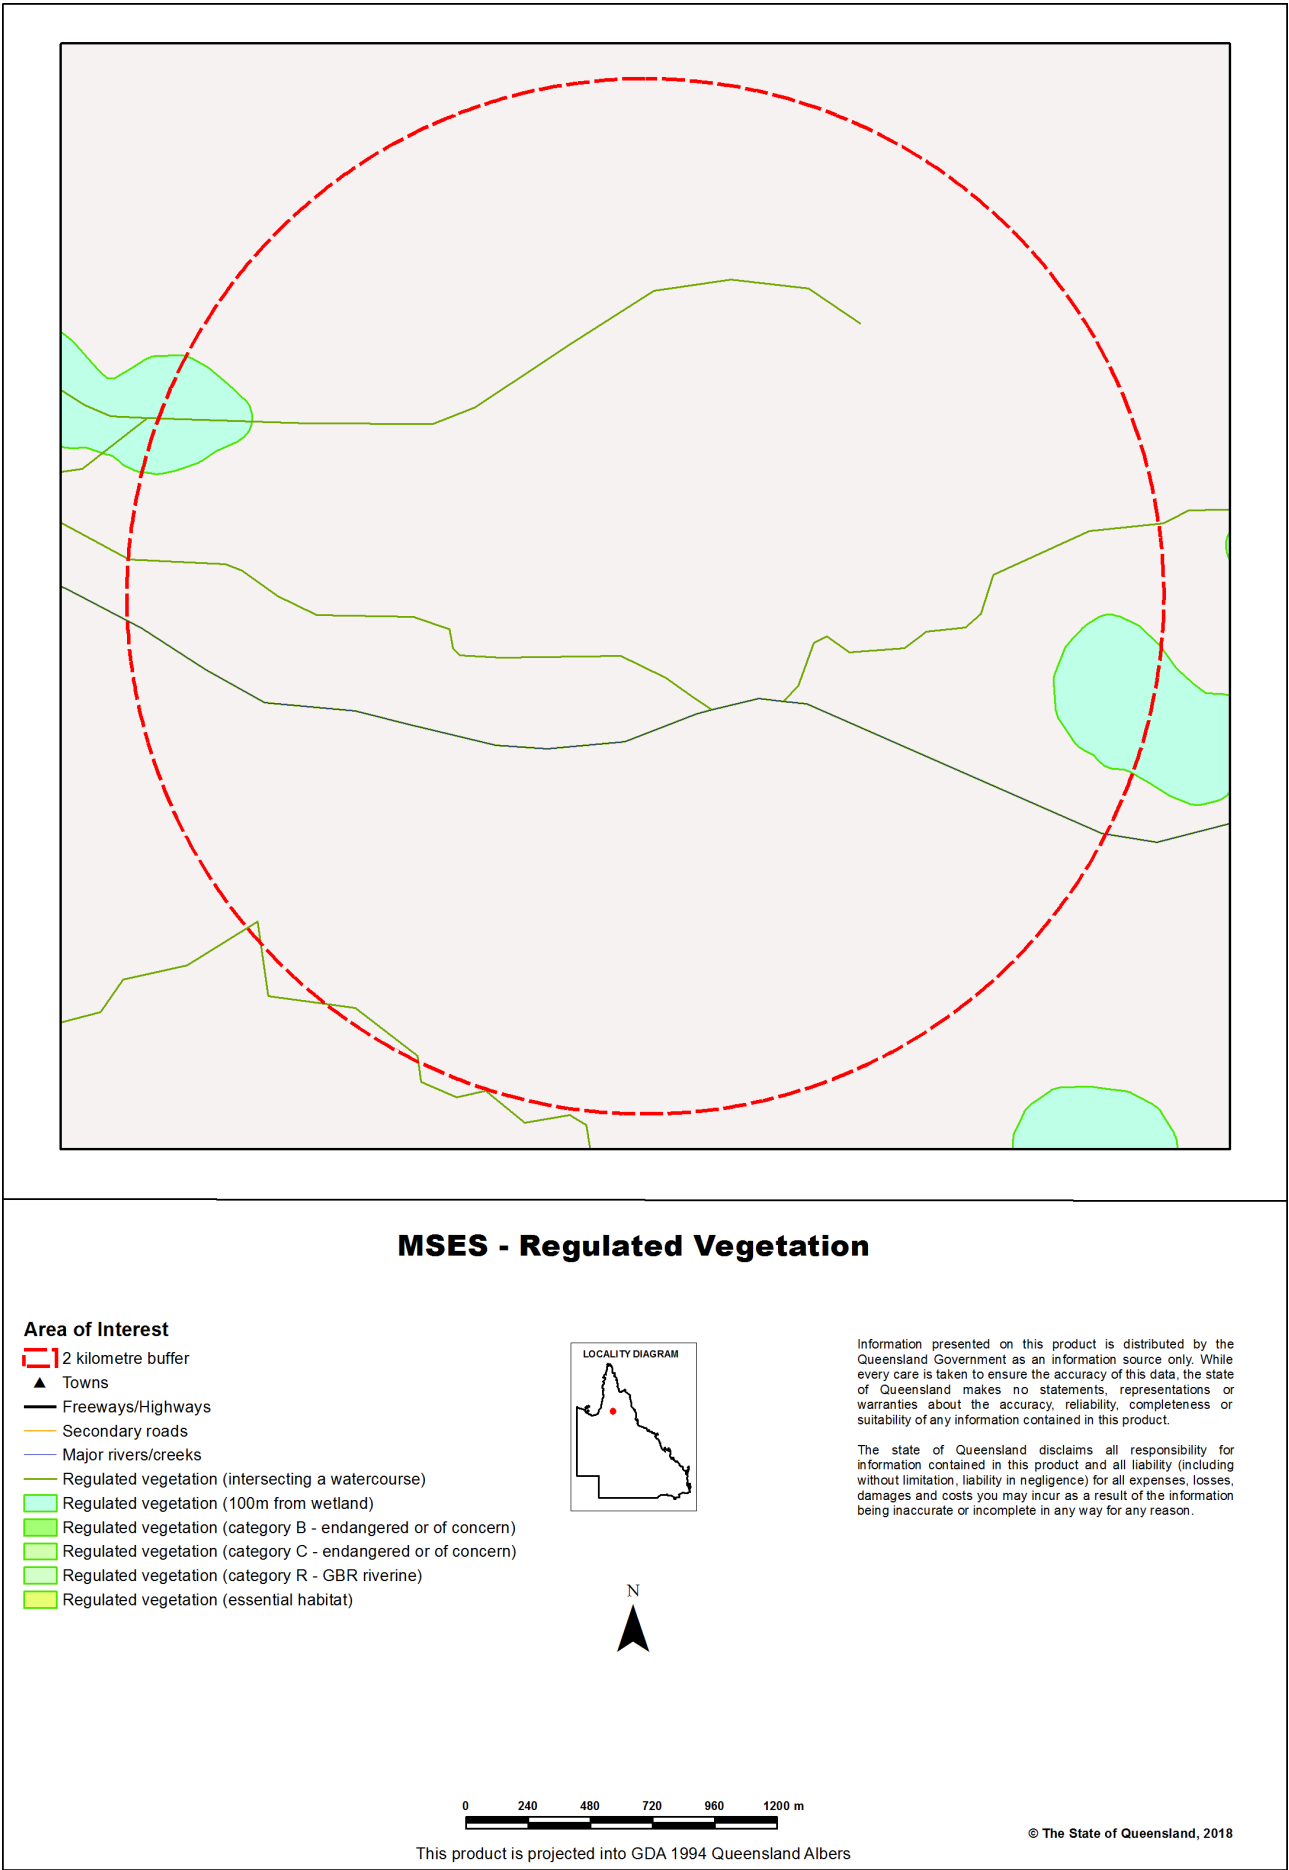 MSES - Regulated Vegetation
Area of Interest
2 kilometre buffer
Towns
Freeways/Highways
Secondary roads
Major rivers/creeks
Regulated vegetation (intersecting a watercourse)
Regulated vegetation (100m from wetland)
Regulated vegetation (category B - endangered or of concern)
Regulated vegetation (category C - endangered or of concern)
Regulated vegetation (category R - GBR riverine)
Regulated vegetation (essential habitat)
LOCALITY DIAGRAM
N
Information presented on this product is distributed by the
Queensland Government as an information source only. While
every care is taken to ensure the accuracy of this data, the state
of Queensland makes no statements, representations or
warranties about the accuracy, reliability, completeness or
suitability of any information contained in this product.
The state of Queensland disclaims all responsibility for
information contained in this product and all liability (including
without limitation, liability in negligence) for all expenses, losses,
damages and costs you may incur as a result of the information
being inaccurate or incomplete in any way for any reason.
0 240 480 720 960 1200 m
This product is projected into GDA 1994 Queensland Albers
© The State of Queensland, 2018